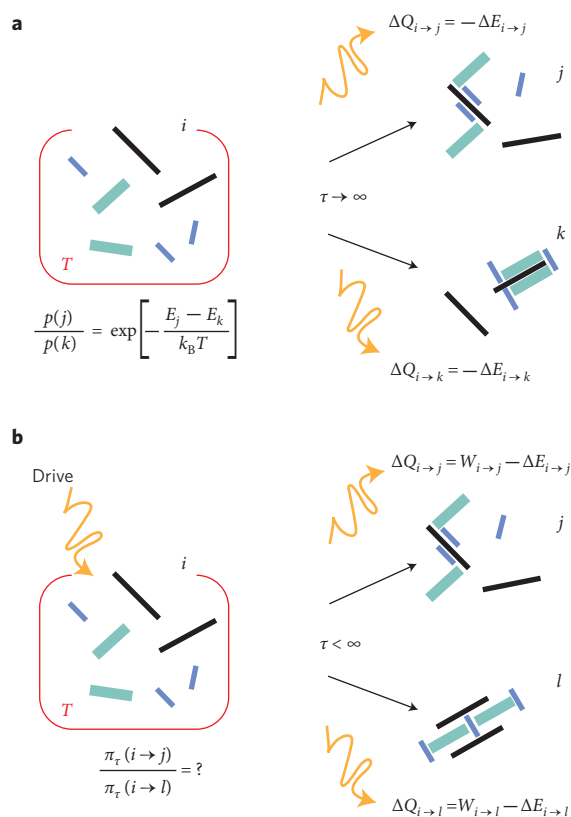 a
ΔQ_{i→j} = −ΔE_{i→j}
i
j
T
τ → ∞
k
p(j)/p(k) = exp[−(E_j − E_k)/(k_B T)]
ΔQ_{i→k} = −ΔE_{i→k}
b
Drive
ΔQ_{i→j} = W_{i→j} − ΔE_{i→j}
i
j
T
τ < ∞
l
π_τ(i → j)/π_τ(i → l) = ?
ΔQ_{i→l} = W_{i→l} − ΔE_{i→l}